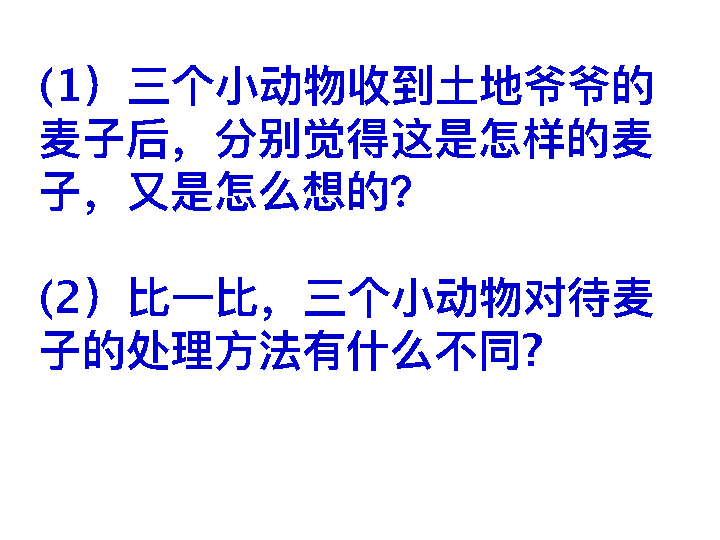 (1）三个小动物收到土地爷爷的
麦子后，分别觉得这是怎样的麦
子，又是怎么想的？
(2）比一比，三个小动物对待麦
子的处理方法有什么不同？